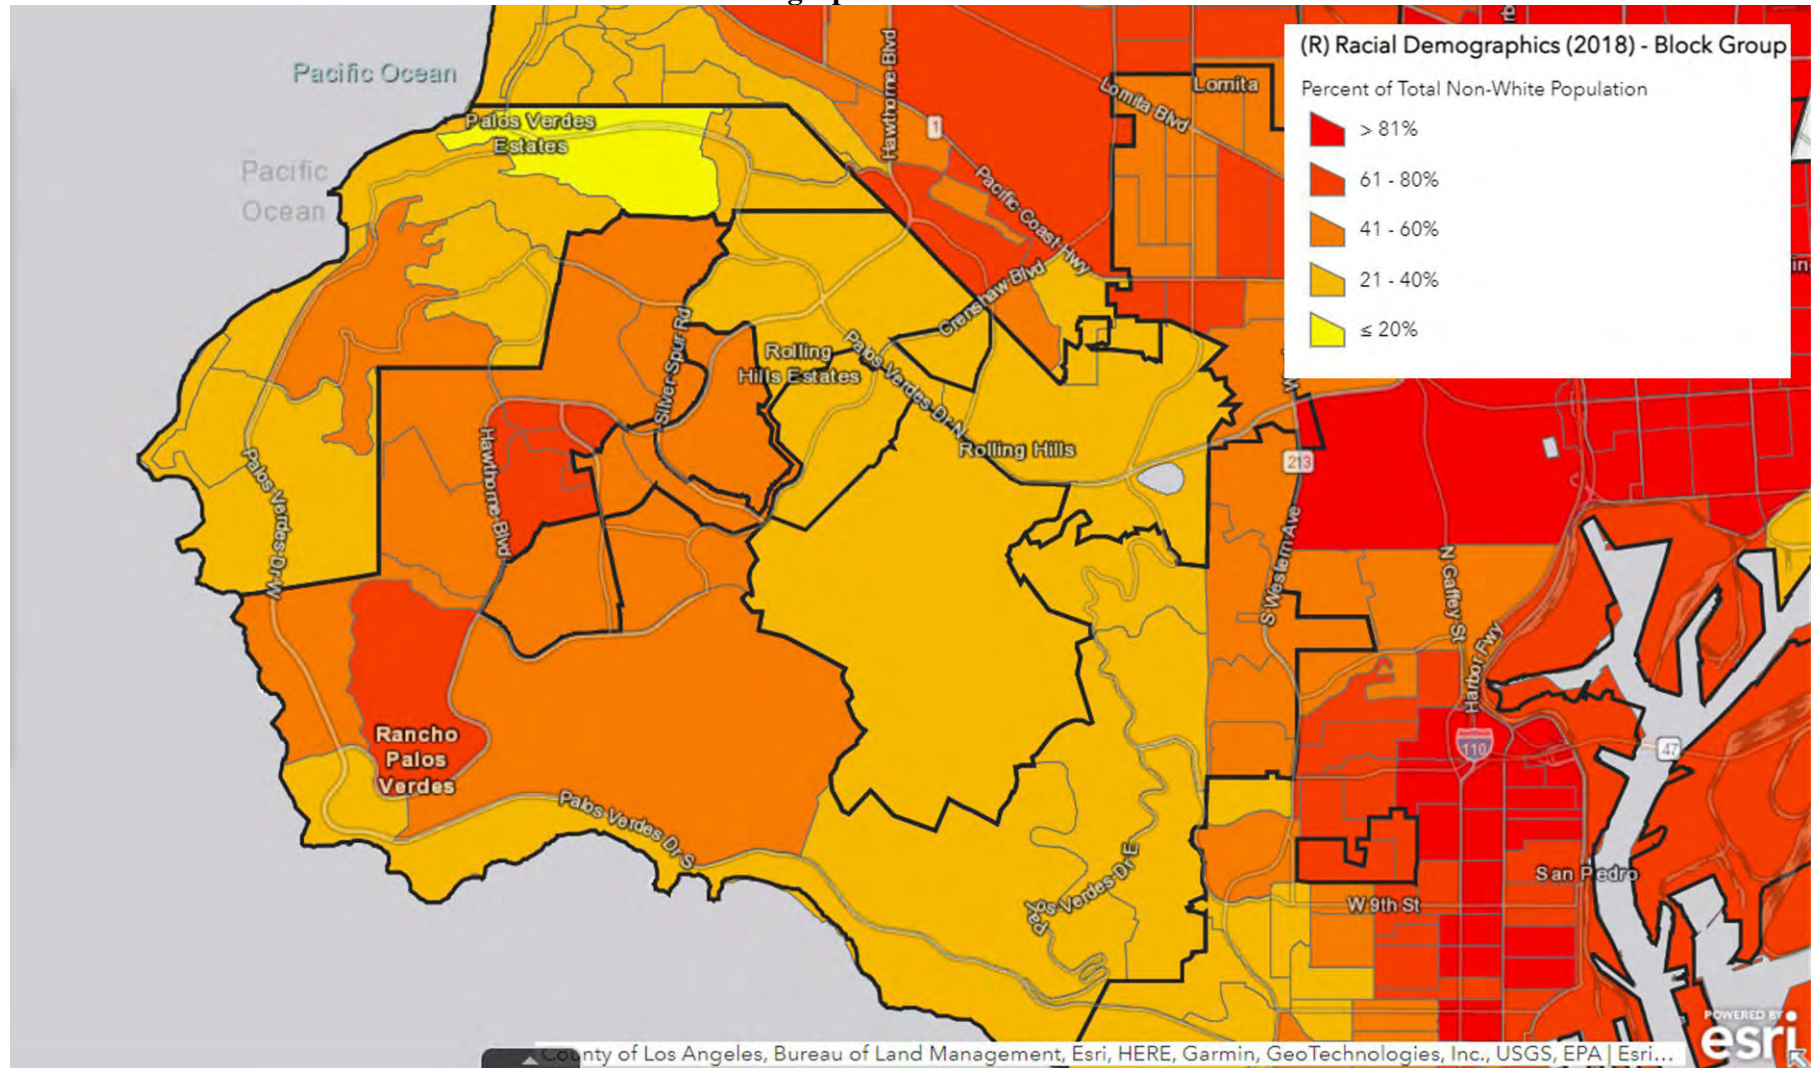 Pacific Ocean
Pacific
Ocean
Palos Verdes
Estates
Hawthorne Blvd
1
Lomita Blvd
Lomita
Pacific Coast Hwy
Crenshaw Blvd
(R) Racial Demographics (2018) - Block Group
Percent of Total Non-White Population
> 81%
61 - 80%
41 - 60%
21 - 40%
≤ 20%
Silver Spur Rd
Rolling
Hills Estates
Palos Verdes Dr N
Rolling Hills
Palos Verdes Dr W
Hawthorne Blvd
213
S Western Ave
N Gaffey St
Harbor Fwy
110
47
Rancho
Palos
Verdes
Palos Verdes Dr S
Palos Verdes Dr E
San Pedro
W 9th St
POWERED BY
esri
County of Los Angeles, Bureau of Land Management, Esri, HERE, Garmin, GeoTechnologies, Inc., USGS, EPA | Esri...